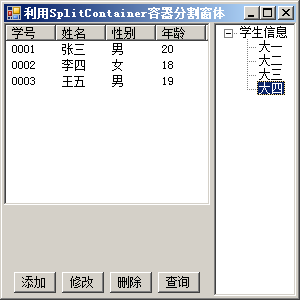 利用SplitContainer容器分割窗体
学号 姓名 性别 年龄
0001 张三 男 20
0002 李四 女 18
0003 王五 男 19
学生信息
大一
大二
大三
大四
添加 修改 删除 查询